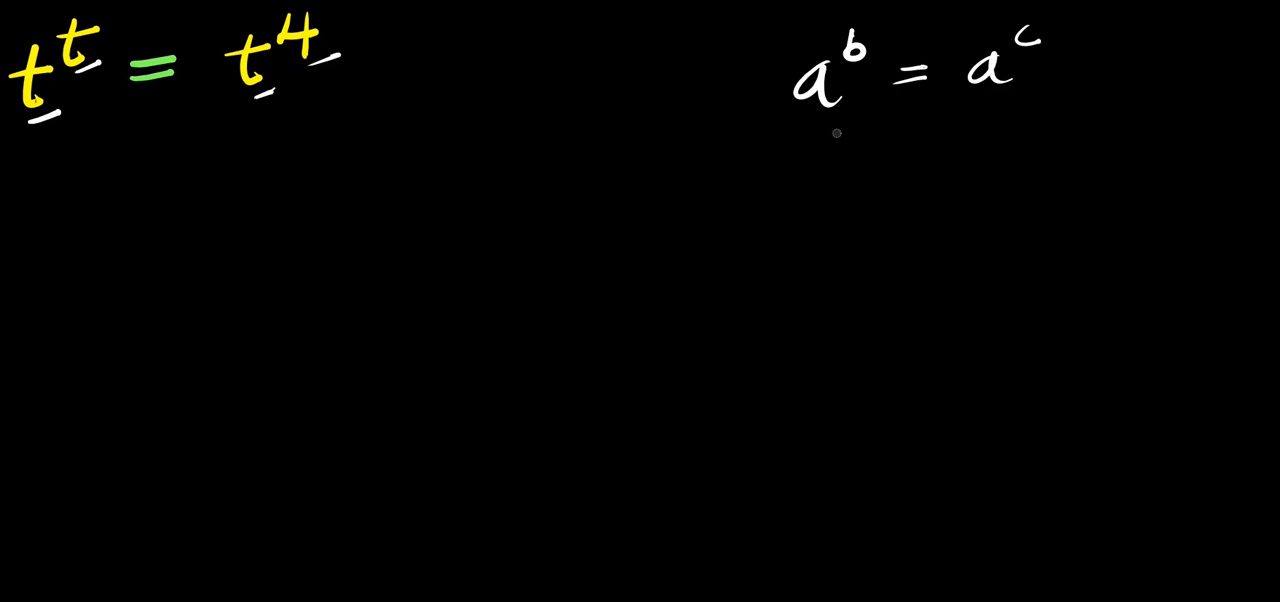 t^t = t^4
a^b = a^c